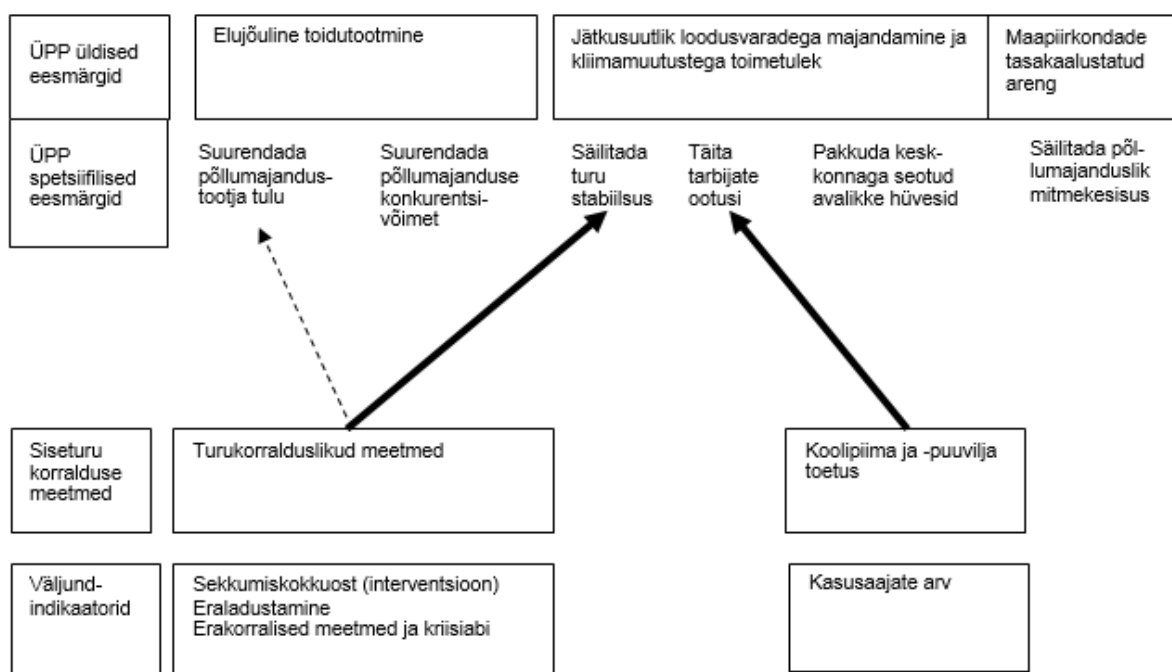 ÜPP üldised
eesmärgid
Elujõuline toidutootmine
Jätkusuutlik loodusvaradega majandamine ja
kliimamuutustega toimetulek
Maapiirkondade
tasakaalustatud
areng
ÜPP
spetsiifilised
eesmärgid
Suurendada
põllumajandus-
tootja tulu
Suurendada
põllumajanduse
konkurentsi-
võimet
Säilitada
turu
stabiilsus
Täita
tarbijate
ootusi
Pakkuda kesk-
konnaga seotud
avalikke hüvesid
Säilitada põl-
lumajanduslik
mitmekesisus
Siseturu
korralduse
meetmed
Turukorralduslikud meetmed
Koolipiima ja -puuvilja
toetus
Väljund-
indikaatorid
Sekkumiskokkuost (interventsioon)
Eraladustamine
Erakorralised meetmed ja kriisiabi
Kasusaajate arv